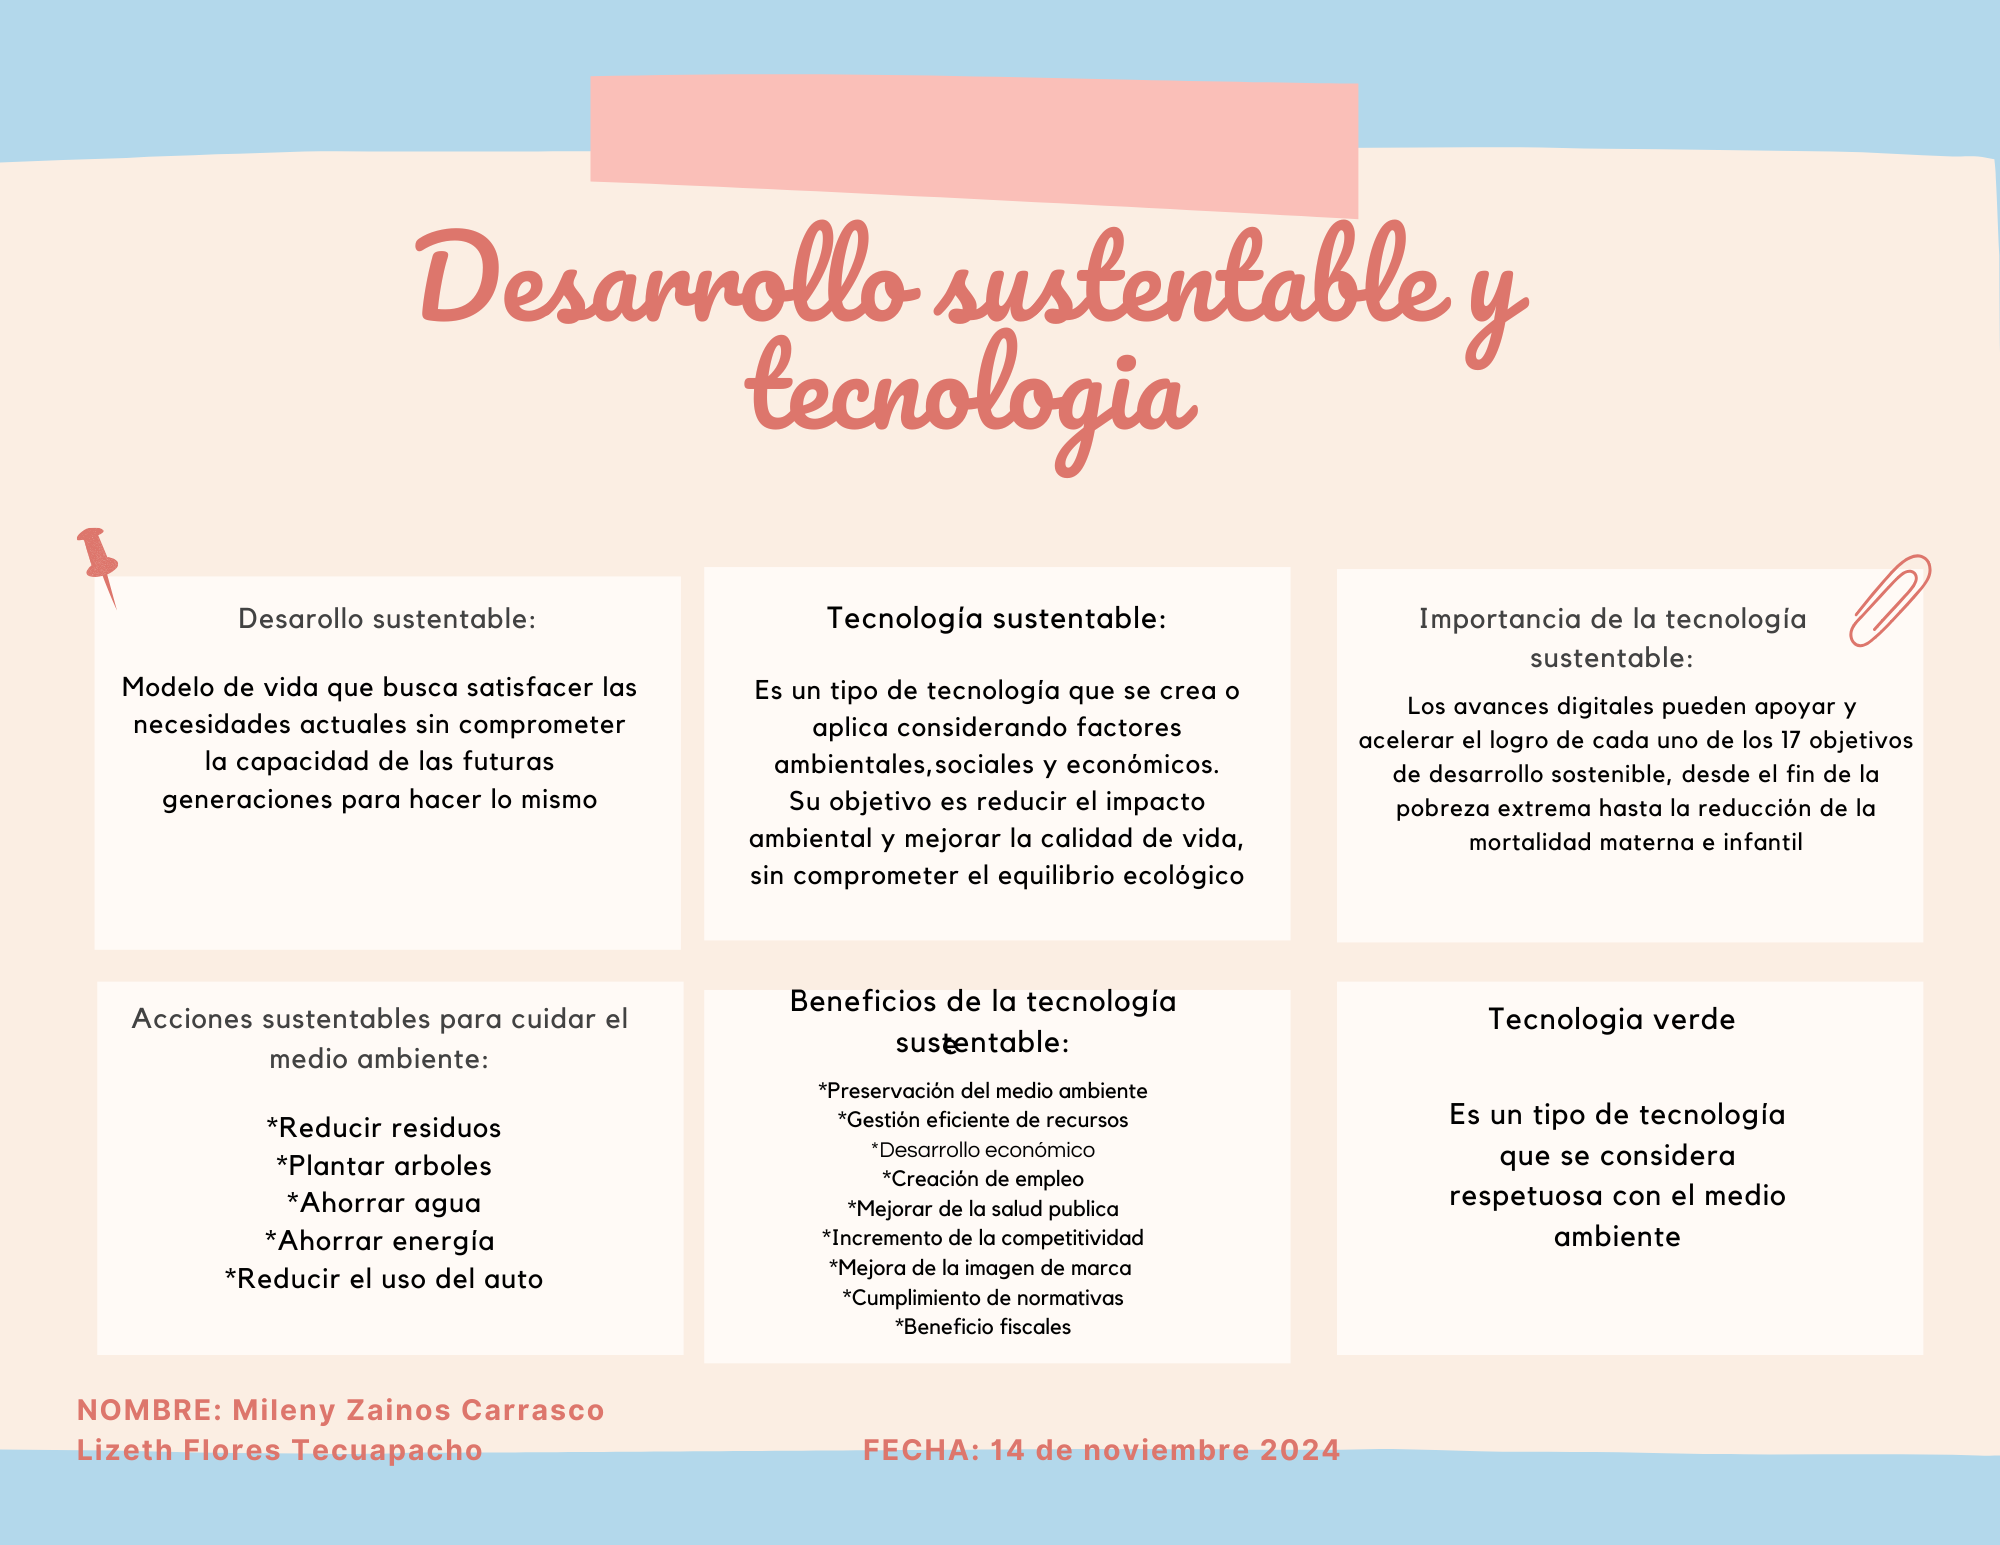 Desarrollo sustentable y
tecnologia
Desarollo sustentable:
Modelo de vida que busca satisfacer las
necesidades actuales sin comprometer
la capacidad de las futuras
generaciones para hacer lo mismo
Tecnología sustentable:
Es un tipo de tecnología que se crea o
aplica considerando factores
ambientales,sociales y económicos.
Su objetivo es reducir el impacto
ambiental y mejorar la calidad de vida,
sin comprometer el equilibrio ecológico
Importancia de la tecnología
sustentable:
Los avances digitales pueden apoyar y
acelerar el logro de cada uno de los 17 objetivos
de desarrollo sostenible, desde el fin de la
pobreza extrema hasta la reducción de la
mortalidad materna e infantil
Acciones sustentables para cuidar el
medio ambiente:
*Reducir residuos
*Plantar arboles
*Ahorrar agua
*Ahorrar energía
*Reducir el uso del auto
Beneficios de la tecnología
sustentable:
e
*Preservación del medio ambiente
*Gestión eficiente de recursos
*Desarrollo económico
*Creación de empleo
*Mejorar de la salud publica
*Incremento de la competitividad
*Mejora de la imagen de marca
*Cumplimiento de normativas
*Beneficio fiscales
Tecnologia verde
Es un tipo de tecnología
que se considera
respetuosa con el medio
ambiente
NOMBRE: Mileny Zainos Carrasco
Lizeth Flores Tecuapacho
FECHA: 14 de noviembre 2024